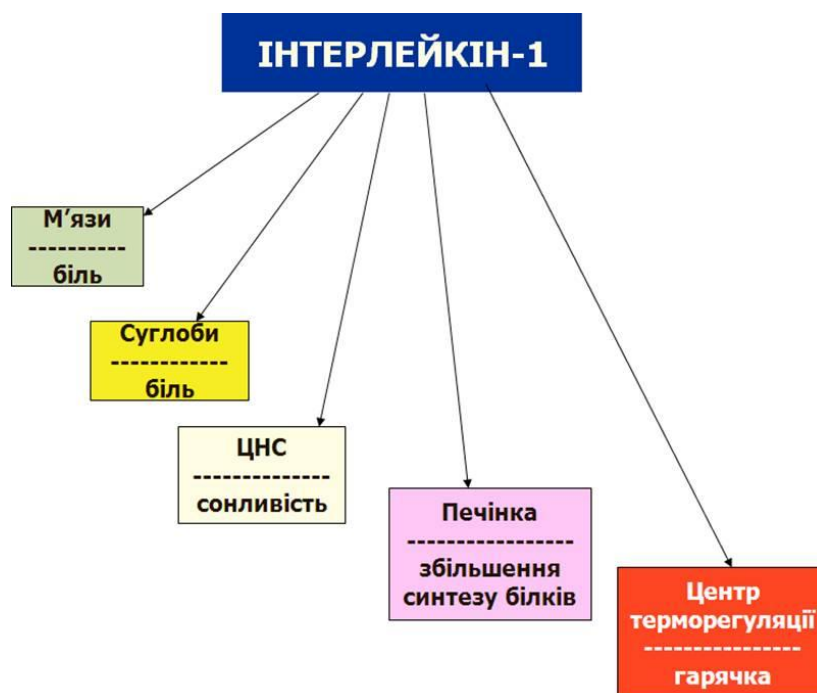 ІНТЕРЛЕЙКІН-1
М’язи
----------
біль
Суглоби
------------
біль
ЦНС
--------------
сонливість
Печінка
-----------------
збільшення
синтезу білків
Центр
терморегуляції
----------------
гарячка